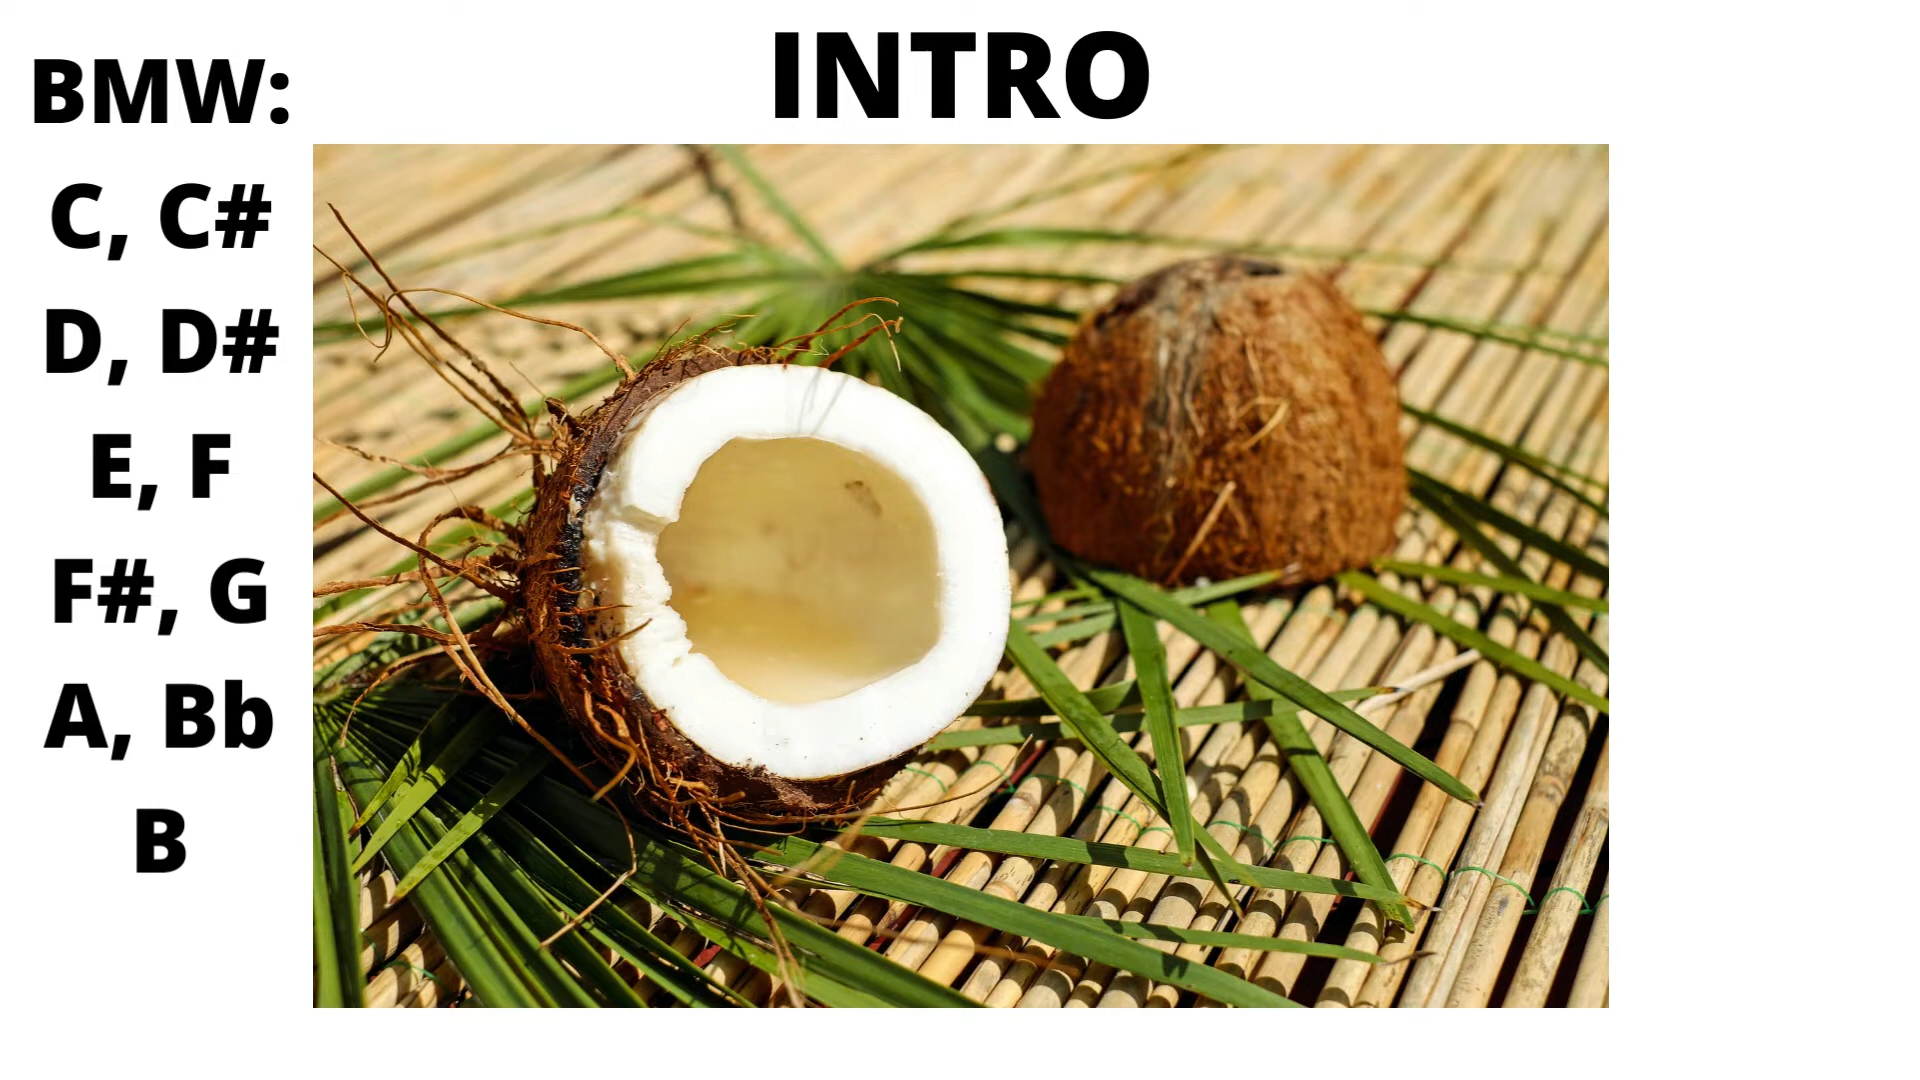 INTRO
BMW:
C, C#
D, D#
E, F
F#, G
A, Bb
B